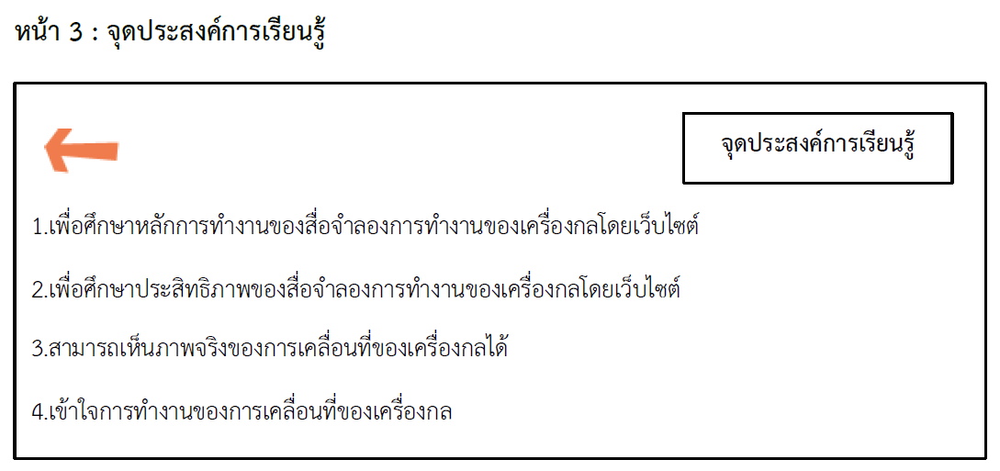 หน้า 3 : จุดประสงค์การเรียนรู้
จุดประสงค์การเรียนรู้
1.เพื่อศึกษาหลักการทำงานของสื่อจำลองการทำงานของเครื่องกลโดยเว็บไซต์
2.เพื่อศึกษาประสิทธิภาพของสื่อจำลองการทำงานของเครื่องกลโดยเว็บไซต์
3.สามารถเห็นภาพจริงของการเคลื่อนที่ของเครื่องกลได้
4.เข้าใจการทำงานของการเคลื่อนที่ของเครื่องกล